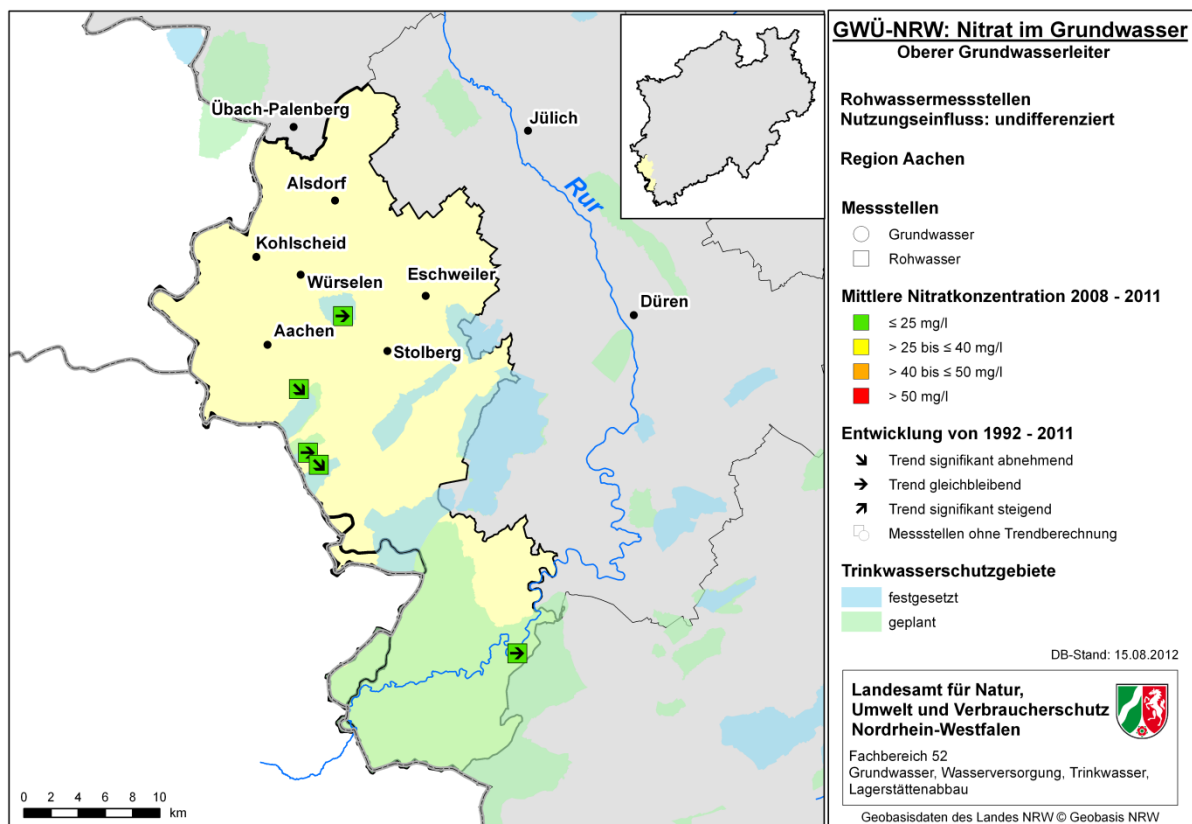 Übach-Palenberg
Jülich
Alsdorf
Rur
Kohlscheid
Würselen
Eschweiler
Düren
Aachen
Stolberg
0 2 4 6 8 10
km
GWÜ-NRW: Nitrat im Grundwasser
Oberer Grundwasserleiter
Rohwassermessstellen
Nutzungseinfluss: undifferenziert
Region Aachen
Messstellen
Grundwasser
Rohwasser
Mittlere Nitratkonzentration 2008 - 2011
≤ 25 mg/l
> 25 bis ≤ 40 mg/l
> 40 bis ≤ 50 mg/l
> 50 mg/l
Entwicklung von 1992 - 2011
Trend signifikant abnehmend
Trend gleichbleibend
Trend signifikant steigend
Messstellen ohne Trendberechnung
Trinkwasserschutzgebiete
festgesetzt
geplant
DB-Stand: 15.08.2012
Landesamt für Natur,
Umwelt und Verbraucherschutz
Nordrhein-Westfalen
Fachbereich 52
Grundwasser, Wasserversorgung, Trinkwasser,
Lagerstättenabbau
Geobasisdaten des Landes NRW © Geobasis NRW